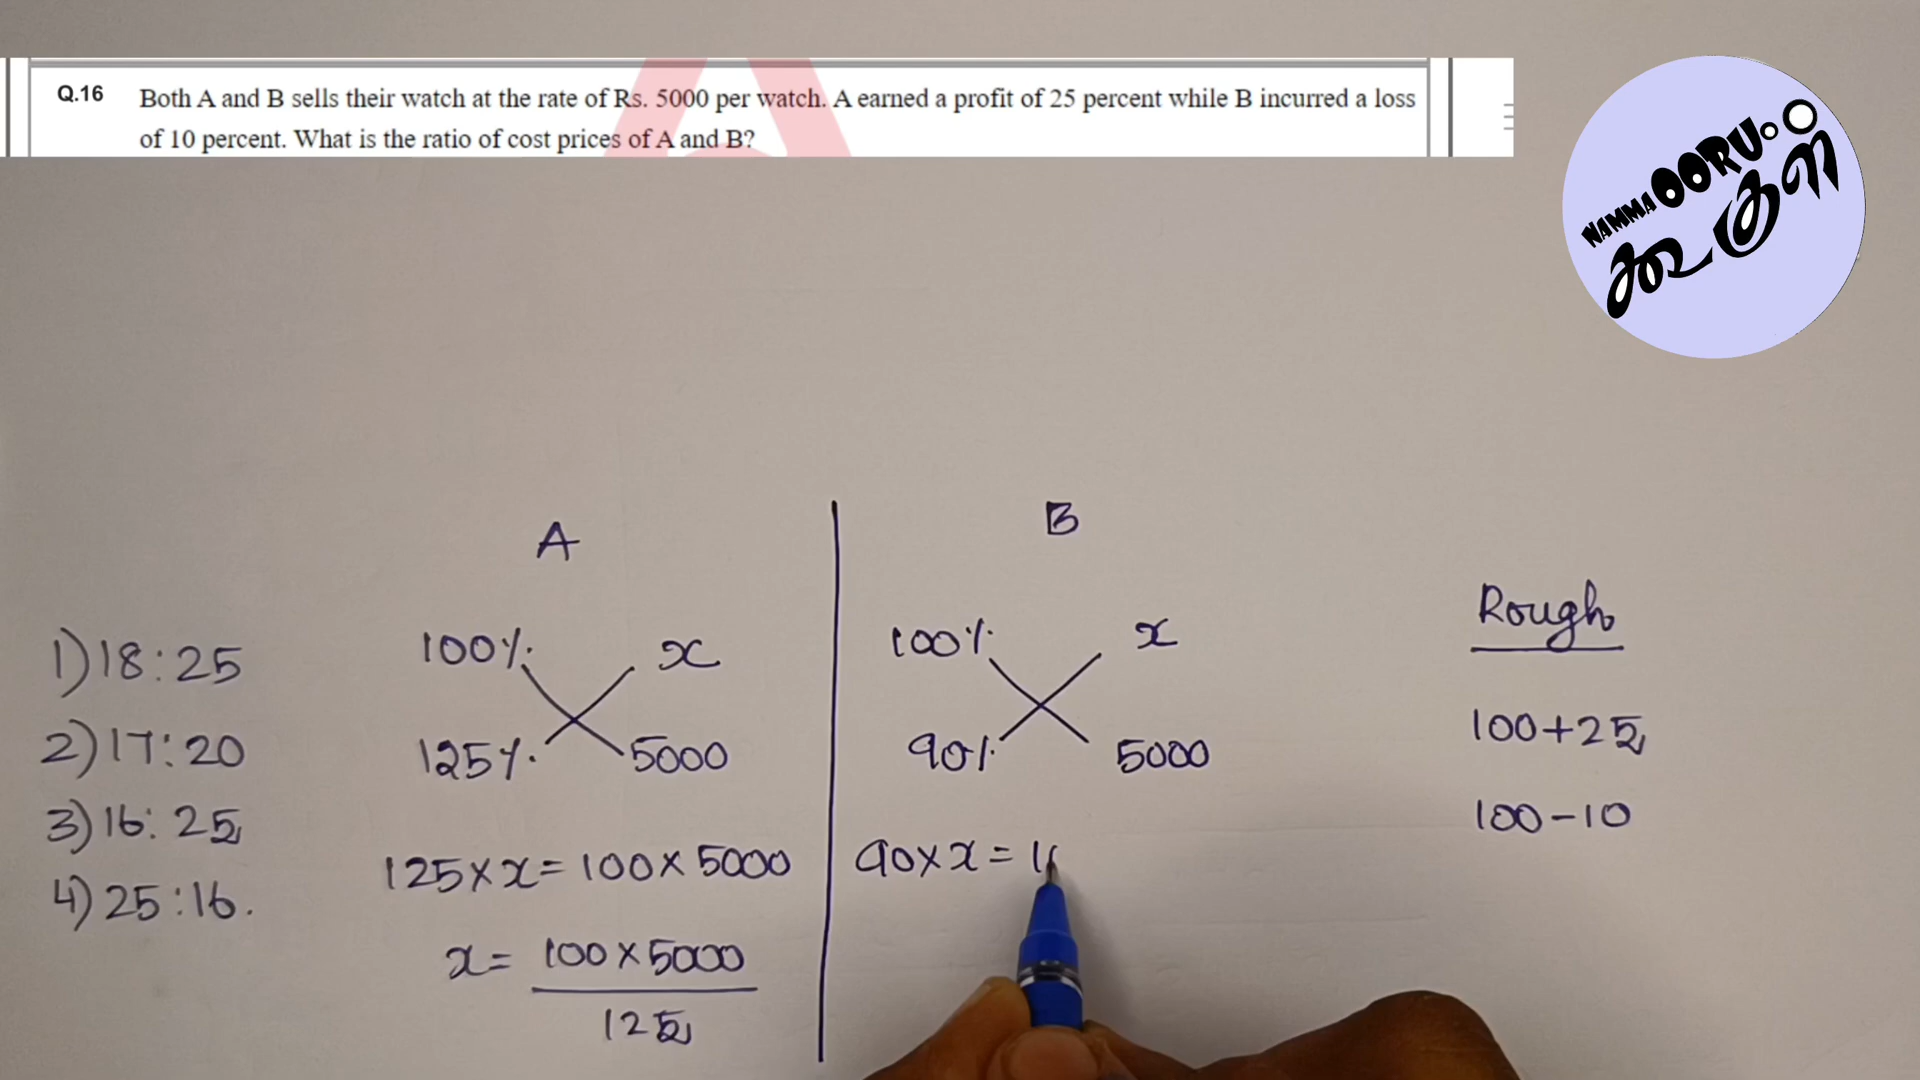 Q.16 Both A and B sells their watch at the rate of Rs. 5000 per watch. A earned a profit of 25 percent while B incurred a loss
of 10 percent. What is the ratio of cost prices of A and B?
NAMMA OORU
குரல்
A
B
Rough
1) 18:25
100% x
100% x
2) 17:20
125% 5000
90% 5000
100+25
3) 16:25
100-10
125×x=100×5000
90×x=1
4) 25:16.
x= 100×5000
125